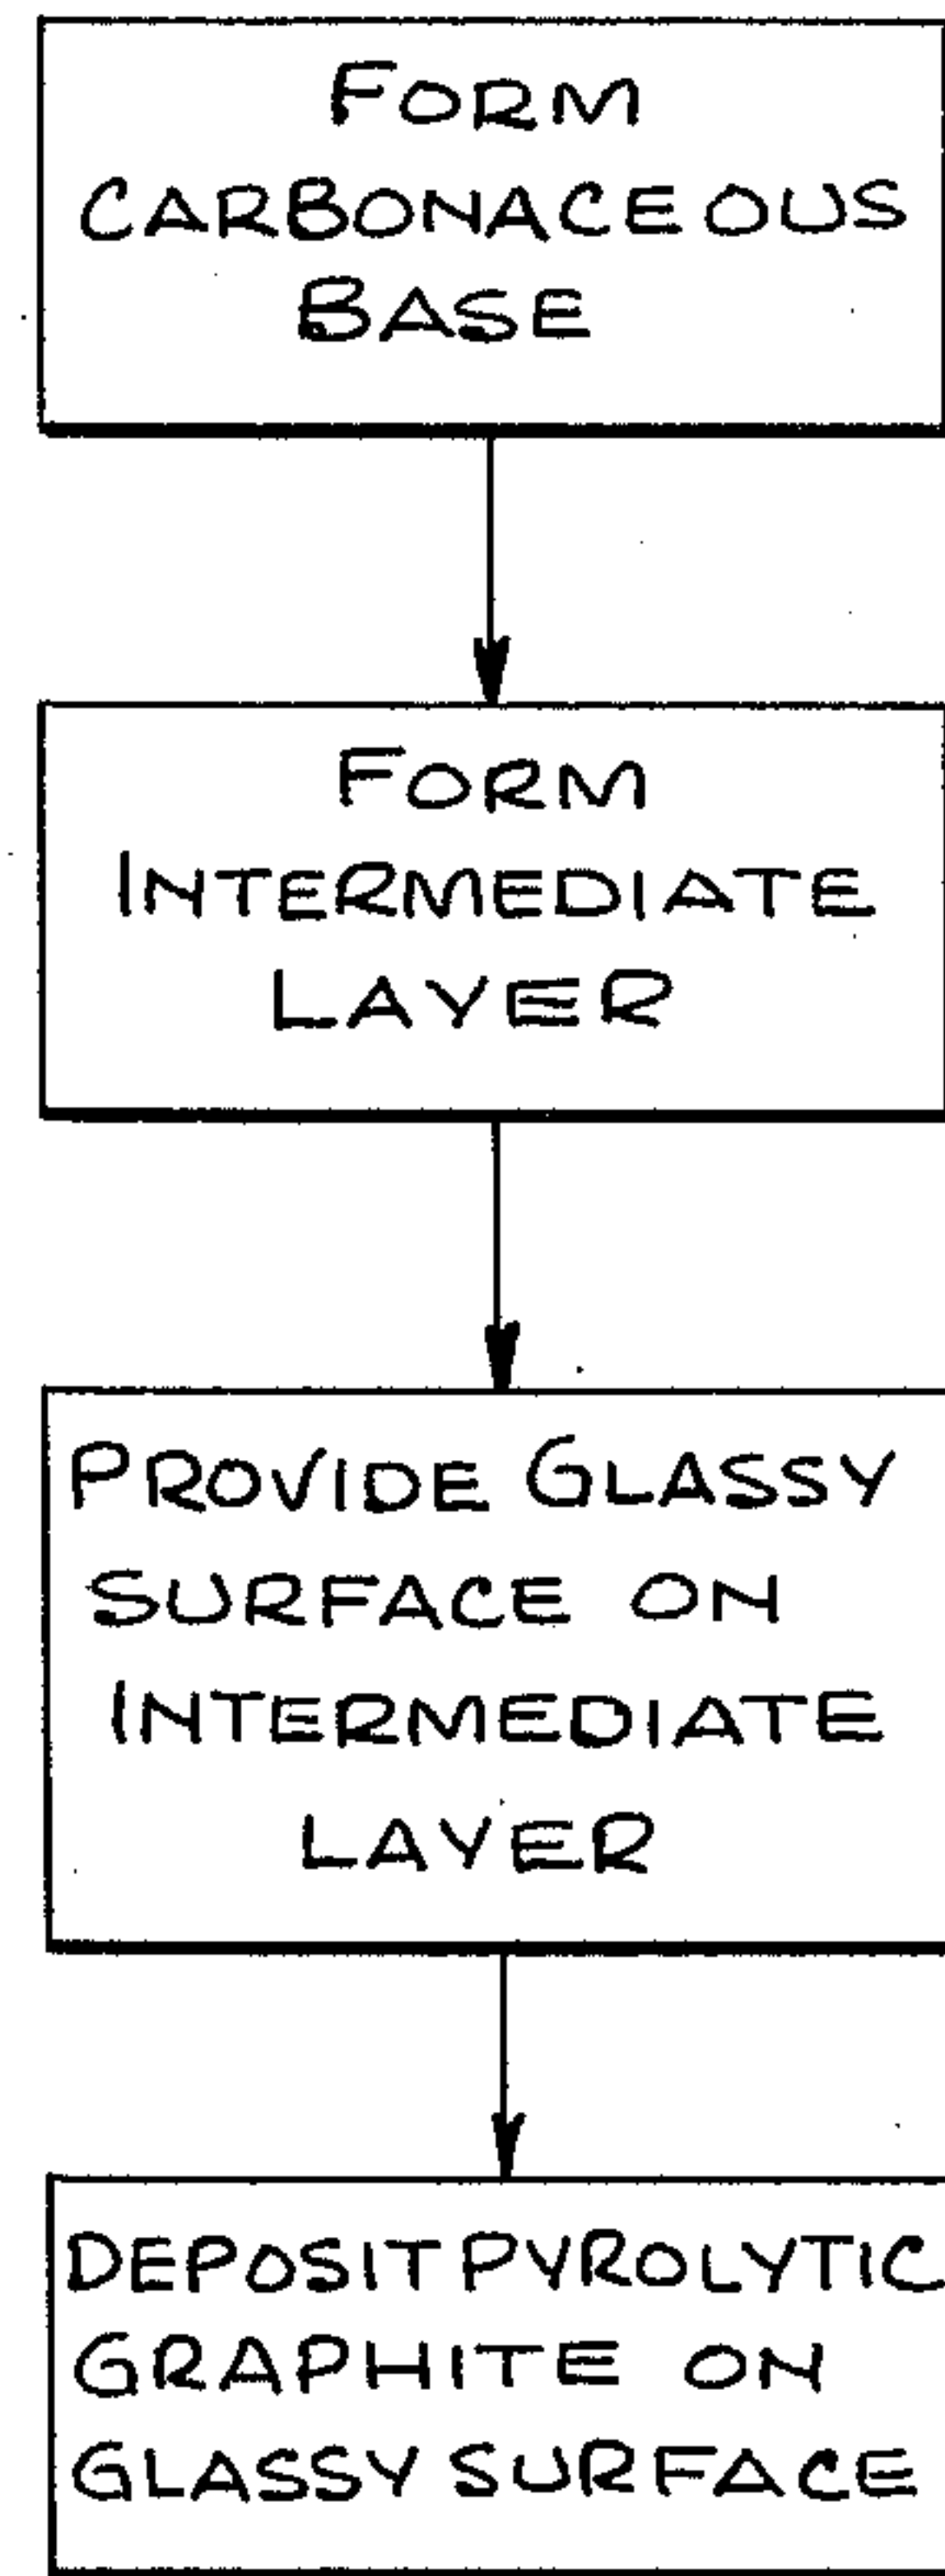 FORM
CARBONACEOUS
BASE
FORM
INTERMEDIATE
LAYER
PROVIDE GLASSY
SURFACE ON
INTERMEDIATE
LAYER
DEPOSIT PYROLYTIC
GRAPHITE ON
GLASSY SURFACE